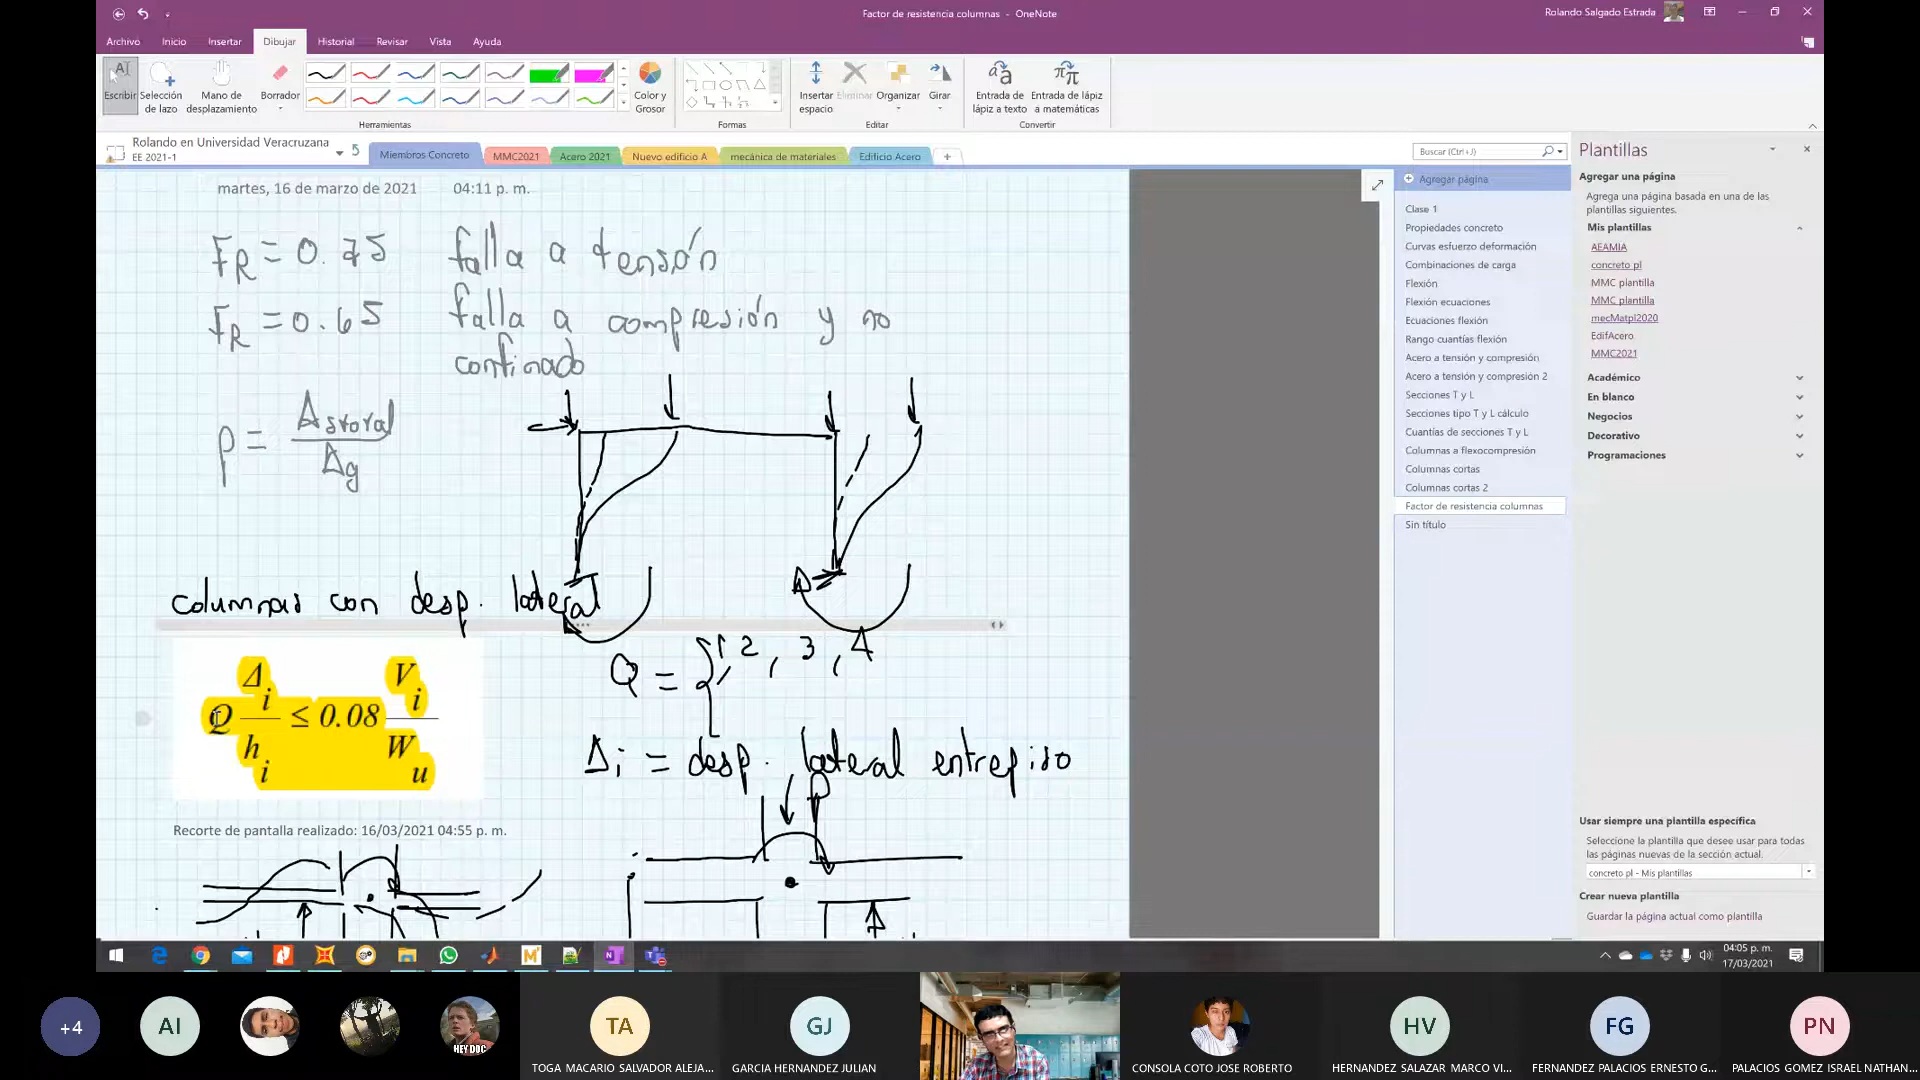 Factor de resistencia columnas - OneNote
Rolando Salgado Estrada
Archivo Inicio Insertar Dibujar Historial Revisar Vista Ayuda
Escribir
Selección de lazo
Mano de desplazamiento
Borrador
Color y Grosor
Insertar espacio
Eliminar
Organizar
Girar
Entrada de lápiz a texto
Entrada de lápiz a matemáticas
Herramientas
Formas
Editar
Convertir
Rolando en Universidad Veracruzana
EE 2021-1
Miembros Concreto
MMC2021
Acero 2021
Nuevo edificio A
mecánica de materiales
Edificio Acero
+
Buscar (Ctrl+J)
martes, 16 de marzo de 2021 04:11 p. m.
FR = 0.75 falla a tensión
FR = 0.65 falla a compresión y no
confinado
ρ = Astotal / Ag
columnas con desp. lateral
Q Δi / hi ≤ 0.08 Vi / Wu
Q = { 1, 2, 3, 4
Δi = desp. lateral entrepiso
P
Recorte de pantalla realizado: 16/03/2021 04:55 p. m.
Agregar página
Clase 1
Propiedades concreto
Curvas esfuerzo deformación
Combinaciones de carga
Flexión
Flexión ecuaciones
Ecuaciones flexión
Rango cuantías flexión
Acero a tensión y compresión
Acero a tensión y compresión 2
Secciones T y L
Secciones tipo T y L cálculo
Cuantías de secciones T y L
Columnas a flexocompresión
Columnas cortas
Columnas cortas 2
Factor de resistencia columnas
Sin título
Plantillas
Agregar una página
Agrega una página basada en una de las
plantillas siguientes.
Mis plantillas
AEAMIA
concreto pl
MMC plantilla
MMC plantilla
mecMatpl2020
EdifAcero
MMC2021
Académico
En blanco
Negocios
Decorativo
Programaciones
Usar siempre una plantilla específica
Seleccione la plantilla que desee usar para todas
las páginas nuevas de la sección actual.
concreto pl - Mis plantillas
Crear nueva plantilla
Guardar la página actual como plantilla
04:05 p. m.
17/03/2021
+4
AI
HEY DOC
TA
TOGA MACARIO SALVADOR ALEJA...
GJ
GARCIA HERNANDEZ JULIAN
CONSOLA COTO JOSE ROBERTO
HV
HERNANDEZ SALAZAR MARCO VI...
FG
FERNANDEZ PALACIOS ERNESTO G...
PN
PALACIOS GOMEZ ISRAEL NATHAN...